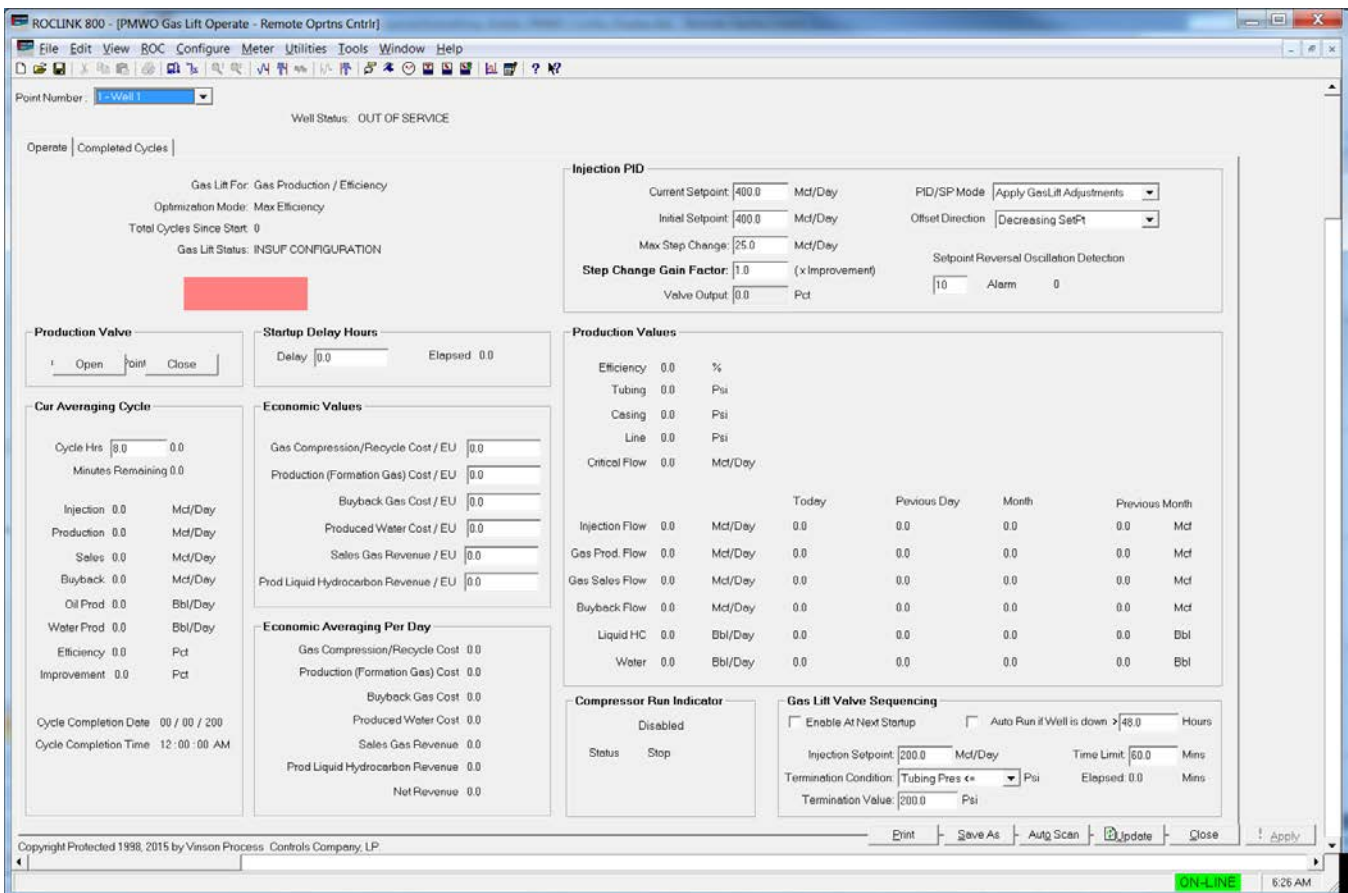 ROCLINK 800 - [PMWO Gas Lift Operate - Remote Oprtns Cntrlr]
File Edit View ROC Configure Meter Utilities Tools Window Help
Point Number: 1 - Well 1
Well Status: OUT OF SERVICE
Operate Completed Cycles
Gas Lift For: Gas Production / Efficiency
Optimization Mode: Max Efficiency
Total Cycles Since Start: 0
Gas Lift Status: INSUF CONFIGURATION
Injection PID
Current Setpoint: 400.0 Mcf/Day PID/SP Mode Apply GasLift Adjustments
Initial Setpoint: 400.0 Mcf/Day Offset Direction Decreasing SetPt
Max Step Change: 25.0 Mcf/Day
Setpoint Reversal Oscillation Detection
Step Change Gain Factor: 1.0 (x Improvement)
10 Alarm 0
Valve Output: 0.0 Pct
Production Valve
Open Point Close
Startup Delay Hours
Delay 0.0 Elapsed 0.0
Cur Averaging Cycle
Cycle Hrs 8.0 0.0
Minutes Remaining 0.0
Injection 0.0 Mcf/Day
Production 0.0 Mcf/Day
Sales 0.0 Mcf/Day
Buyback 0.0 Mcf/Day
Oil Prod 0.0 Bbl/Day
Water Prod 0.0 Bbl/Day
Efficiency 0.0 Pct
Improvement 0.0 Pct
Cycle Completion Date 00 / 00 / 200
Cycle Completion Time 12 : 00 : 00 AM
Economic Values
Gas Compression/Recycle Cost / EU 0.0
Production (Formation Gas) Cost / EU 0.0
Buyback Gas Cost / EU 0.0
Produced Water Cost / EU 0.0
Sales Gas Revenue / EU 0.0
Prod Liquid Hydrocarbon Revenue / EU 0.0
Economic Averaging Per Day
Gas Compression/Recycle Cost 0.0
Production (Formation Gas) Cost 0.0
Buyback Gas Cost 0.0
Produced Water Cost 0.0
Sales Gas Revenue 0.0
Prod Liquid Hydrocarbon Revenue 0.0
Net Revenue 0.0
Production Values
Efficiency 0.0 %
Tubing 0.0 Psi
Casing 0.0 Psi
Line 0.0 Psi
Critical Flow 0.0 Mcf/Day
Today Pevious Day Month Previous Month
Injection Flow 0.0 Mcf/Day 0.0 0.0 0.0 0.0 Mcf
Gas Prod. Flow 0.0 Mcf/Day 0.0 0.0 0.0 0.0 Mcf
Gas Sales Flow 0.0 Mcf/Day 0.0 0.0 0.0 0.0 Mcf
Buyback Flow 0.0 Mcf/Day 0.0 0.0 0.0 0.0 Mcf
Liquid HC 0.0 Bbl/Day 0.0 0.0 0.0 0.0 Bbl
Water 0.0 Bbl/Day 0.0 0.0 0.0 0.0 Bbl
Compressor Run Indicator
Disabled
Status Stop
Gas Lift Valve Sequencing
Enable At Next Startup Auto Run if Well is down > 48.0 Hours
Injection Setpoint: 200.0 Mcf/Day Time Limit: 60.0 Mins
Termination Condition: Tubing Pres <= Psi Elapsed: 0.0 Mins
Termination Value: 200.0 Psi
Print Save As Auto Scan Update Close ! Apply
Copyright Protected 1998, 2015 by Vinson Process Controls Company, LP.
ON-LINE 6:26 AM